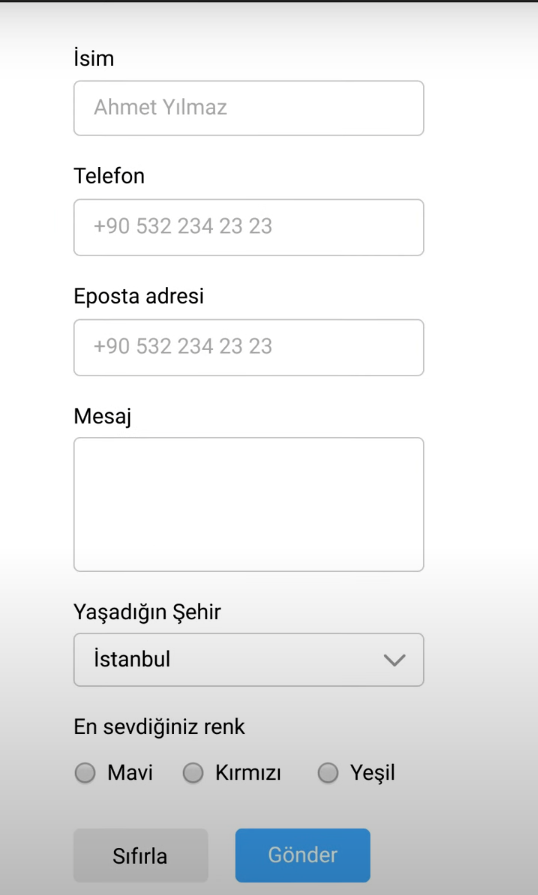 İsim
Ahmet Yılmaz
Telefon
+90 532 234 23 23
Eposta adresi
+90 532 234 23 23
Mesaj
Yaşadığın Şehir
İstanbul
En sevdiğiniz renk
Mavi Kırmızı Yeşil
Sıfırla Gönder